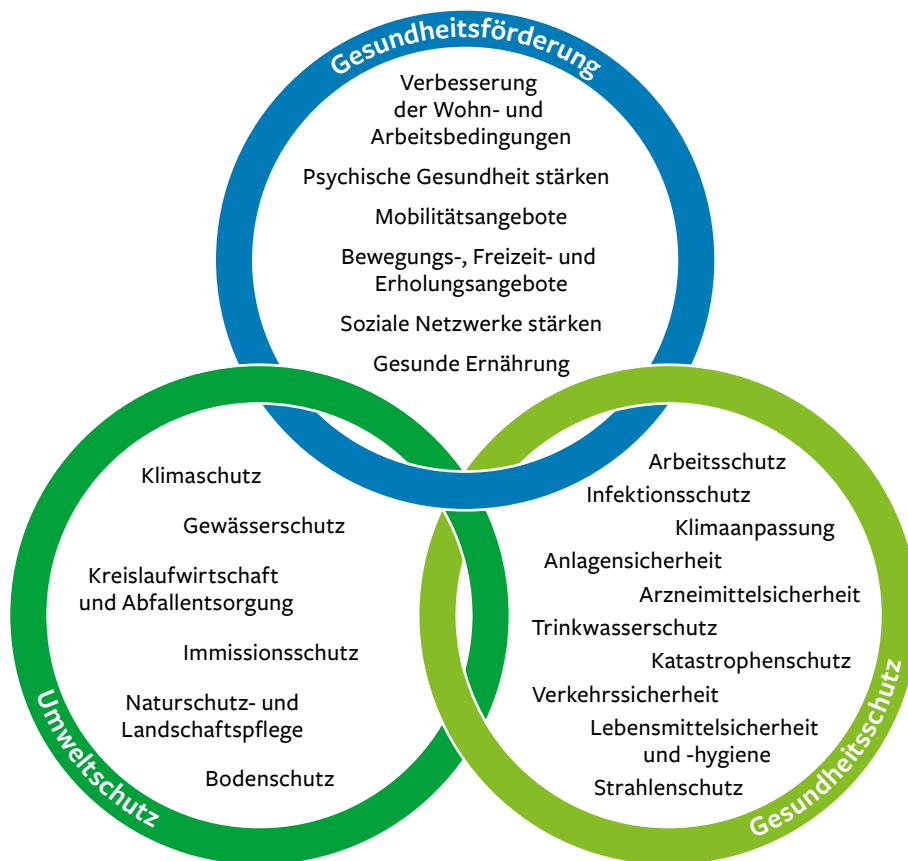 Gesundheitsförderung
Verbesserung
der Wohn- und
Arbeitsbedingungen
Psychische Gesundheit stärken
Mobilitätsangebote
Bewegungs-, Freizeit- und
Erholungsangebote
Soziale Netzwerke stärken
Gesunde Ernährung
Klimaschutz
Gewässerschutz
Kreislaufwirtschaft
und Abfallentsorgung
Immissionsschutz
Naturschutz- und
Landschaftspflege
Bodenschutz
Umweltschutz
Arbeitsschutz
Infektionsschutz
Klimaanpassung
Anlagensicherheit
Arzneimittelsicherheit
Trinkwasserschutz
Katastrophenschutz
Verkehrssicherheit
Lebensmittelsicherheit
und -hygiene
Strahlenschutz
Gesundheitsschutz